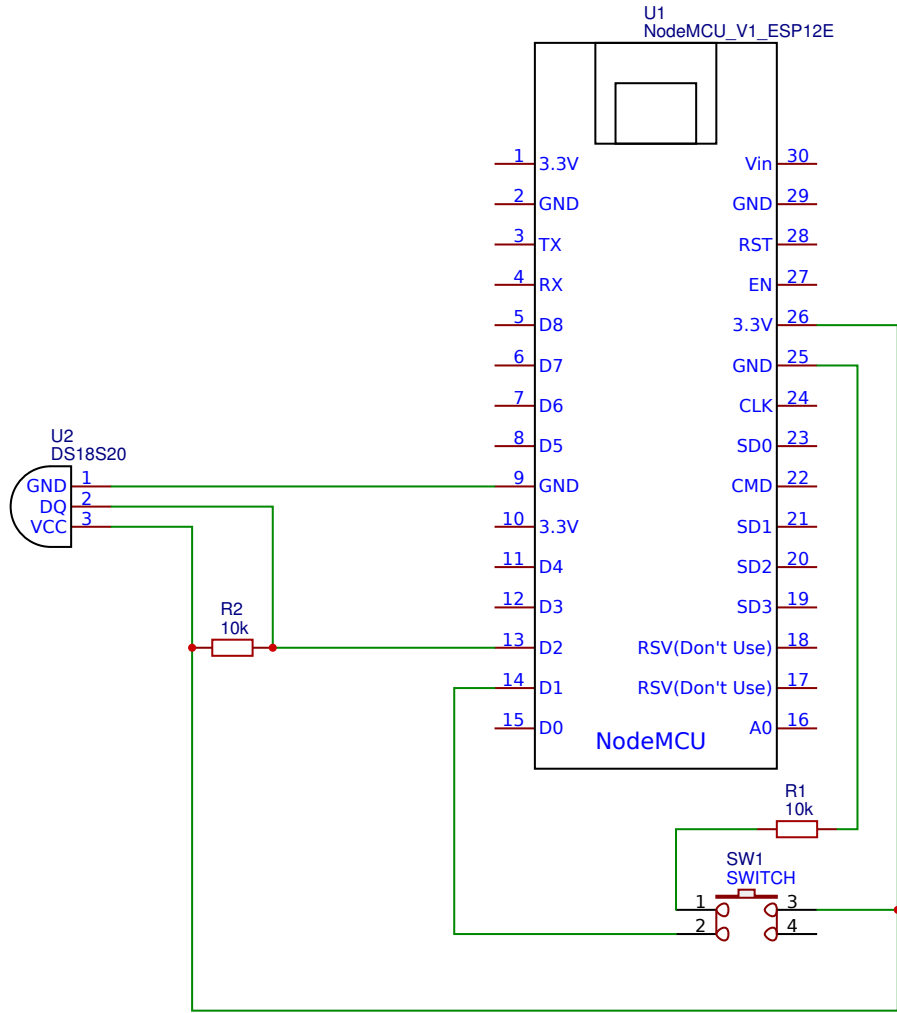 U1
NodeMCU_V1_ESP12E
1 3.3V Vin 30
2 GND GND 29
3 TX RST 28
4 RX EN 27
5 D8 3.3V 26
6 D7 GND 25
7 D6 CLK 24
8 D5 SD0 23
9 GND CMD 22
10 3.3V SD1 21
11 D4 SD2 20
12 D3 SD3 19
13 D2 RSV(Don't Use) 18
14 D1 RSV(Don't Use) 17
15 D0 A0 16
NodeMCU
U2
DS18S20
GND 1
DQ 2
VCC 3
R2
10k
R1
10k
SW1
SWITCH
1 3
2 4